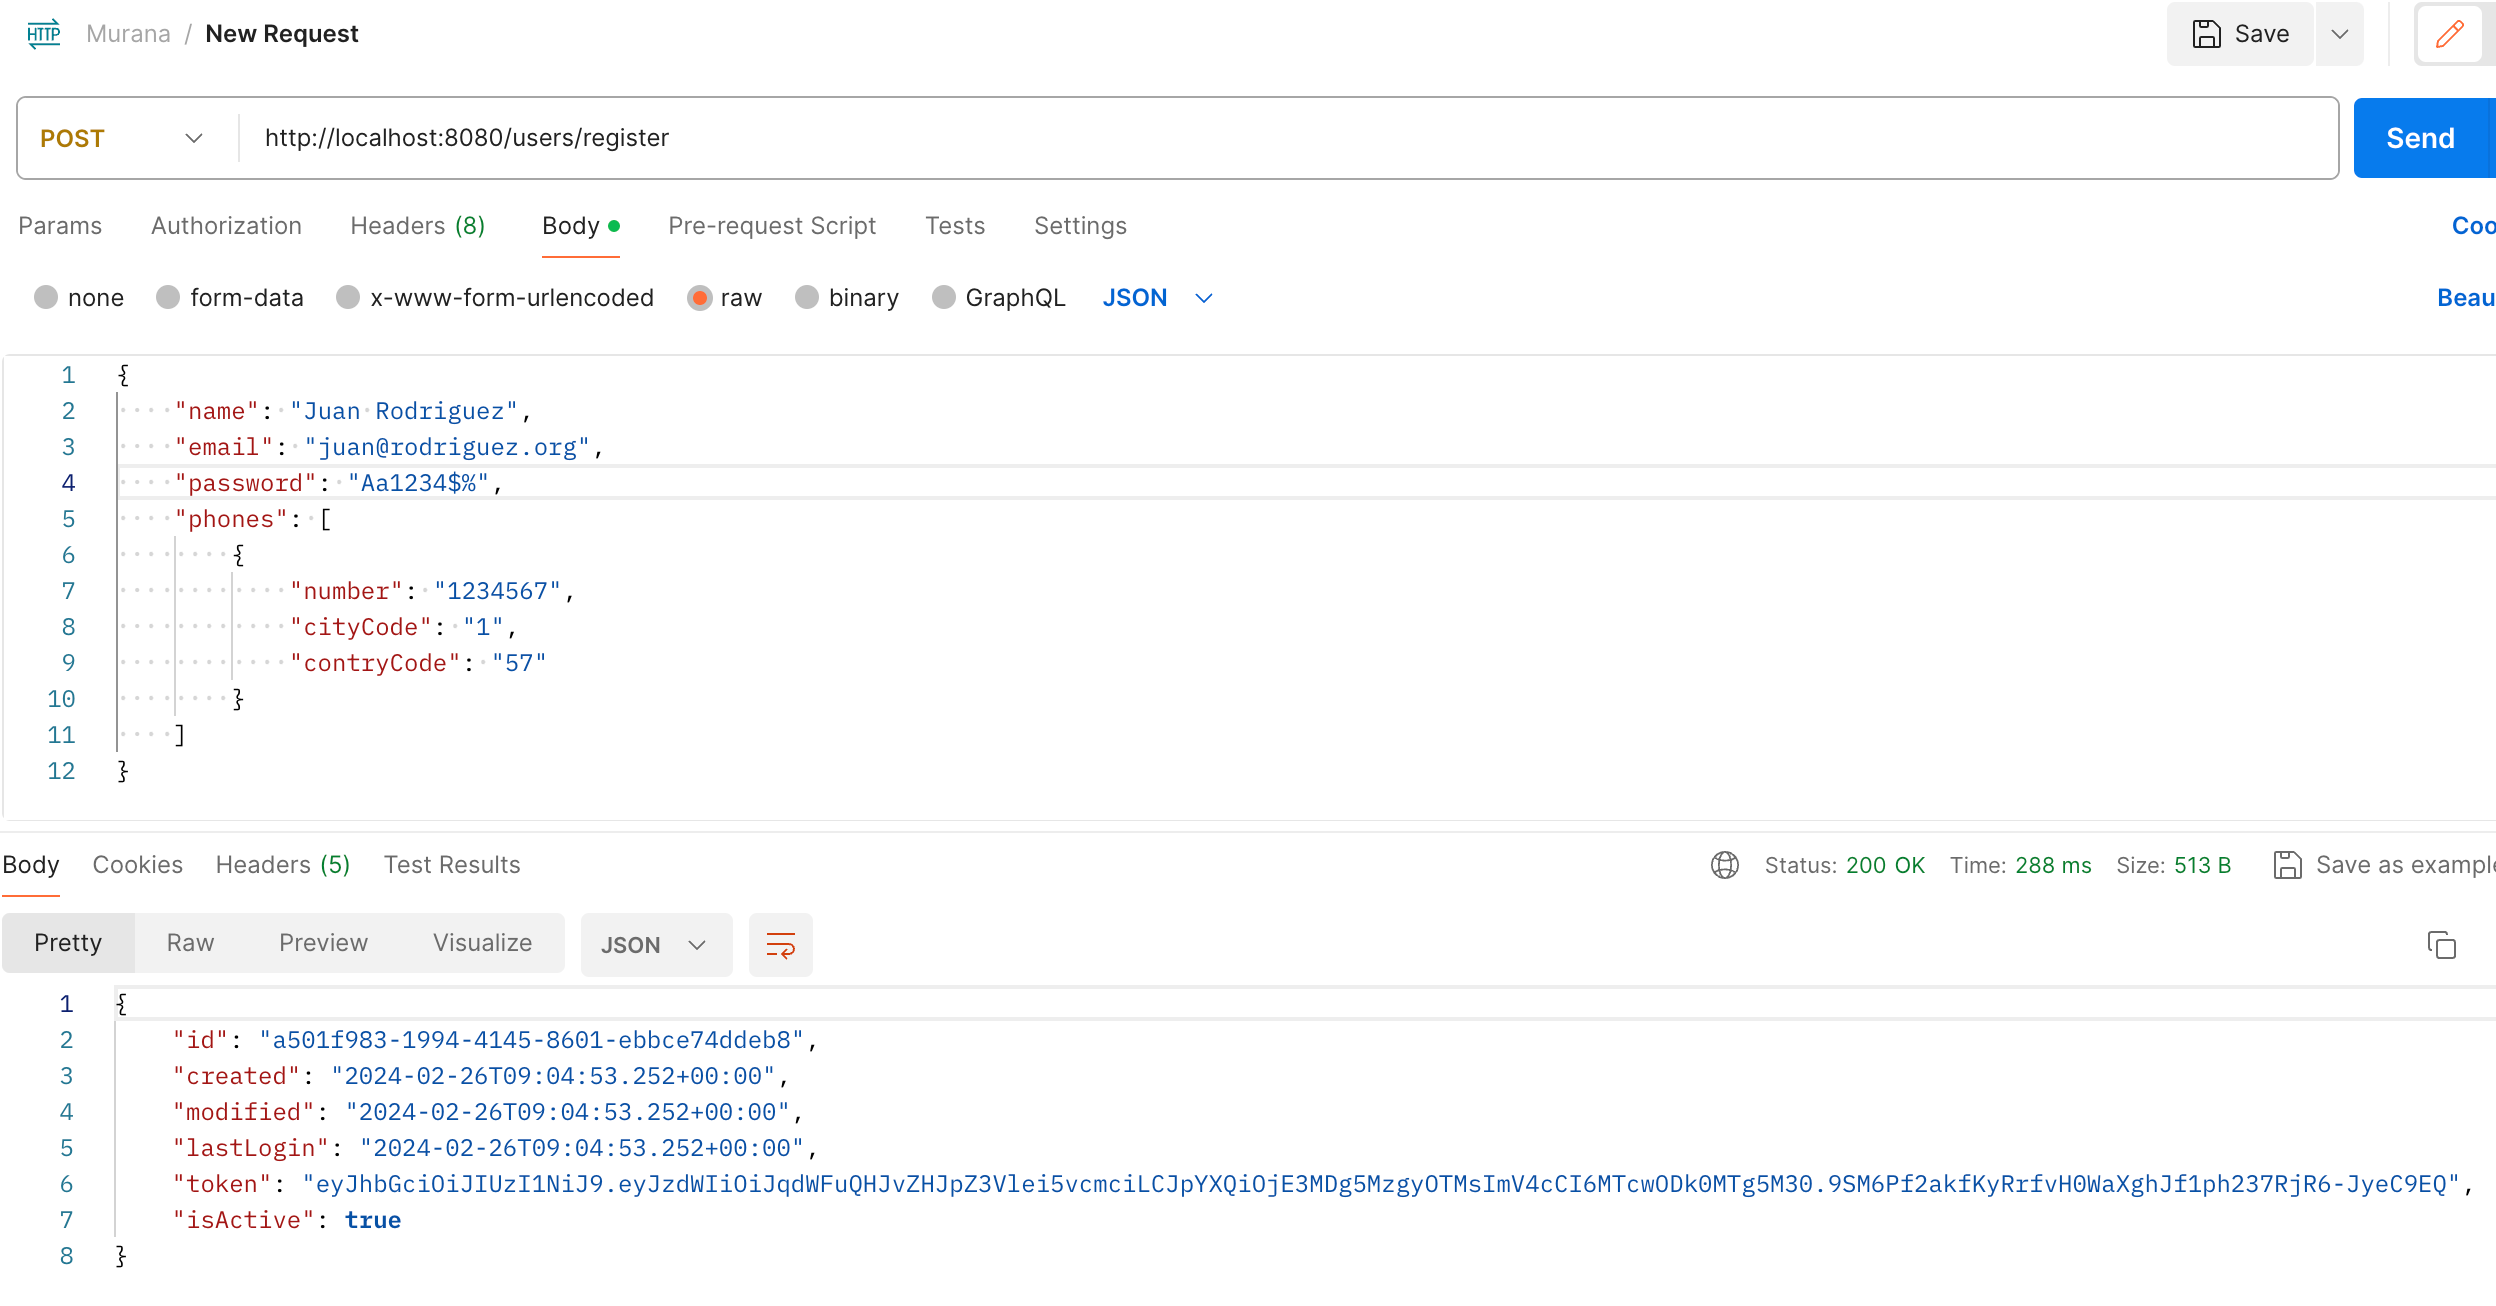 HTTP Murana / New Request Save
POST http://localhost:8080/users/register Send
Params Authorization Headers (8) Body Pre-request Script Tests Settings Coo
none form-data x-www-form-urlencoded raw binary GraphQL JSON Beau
1 {
2 "name": "Juan Rodriguez",
3 "email": "juan@rodriguez.org",
4 "password": "Aa1234$%",
5 "phones": [
6 {
7 "number": "1234567",
8 "cityCode": "1",
9 "contryCode": "57"
10 }
11 ]
12 }
Body Cookies Headers (5) Test Results Status: 200 OK Time: 288 ms Size: 513 B Save as example
Pretty Raw Preview Visualize JSON
1 {
2 "id": "a501f983-1994-4145-8601-ebbce74ddeb8",
3 "created": "2024-02-26T09:04:53.252+00:00",
4 "modified": "2024-02-26T09:04:53.252+00:00",
5 "lastLogin": "2024-02-26T09:04:53.252+00:00",
6 "token": "eyJhbGciOiJIUzI1NiJ9.eyJzdWIiOiJqdWFuQHJvZHJpZ3Vlei5vcmciLCJpYXQiOjE3MDg5MzgyOTMsImV4cCI6MTcwODk0MTg5M30.9SM6Pf2akfKyRrfvH0WaXghJf1ph237RjR6-JyeC9EQ",
7 "isActive": true
8 }